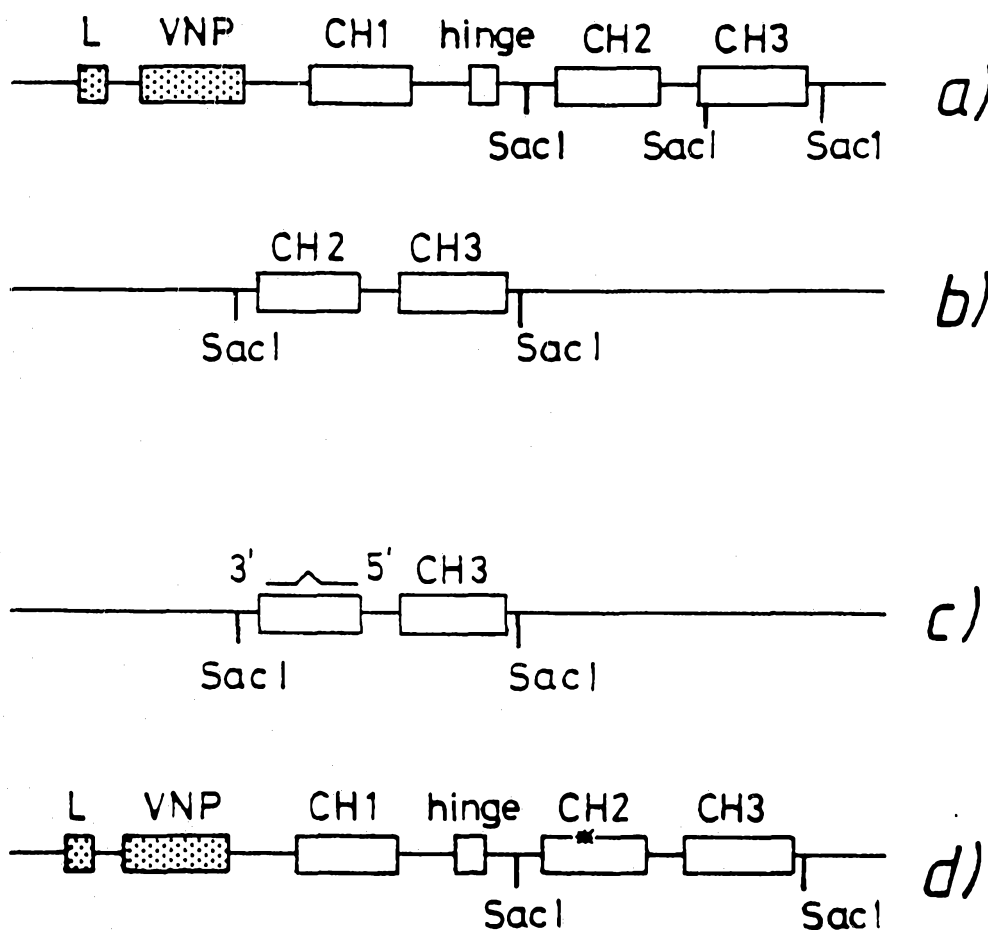 L VNP CH1 hinge CH2 CH3
a)
SacI SacI Sac1
CH2 CH3
b)
SacI SacI
3' 5' CH3
c)
SacI SacI
L VNP CH1 hinge CH2 CH3
d)
SacI SacI